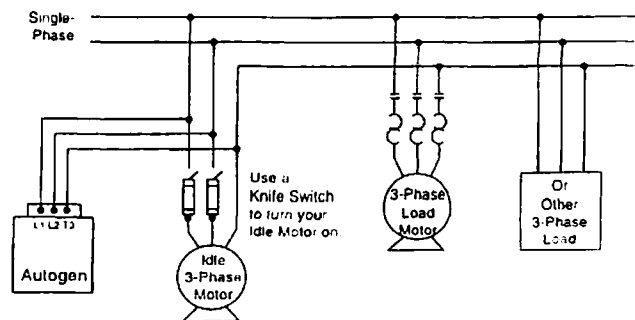 Single-
Phase
L1 L2 T3
Autogen
Use a
Knife Switch
to turn your
Idle Motor on.
Idle
3-Phase
Motor
3-Phase
Load
Motor
Or
Other
3-Phase
Load